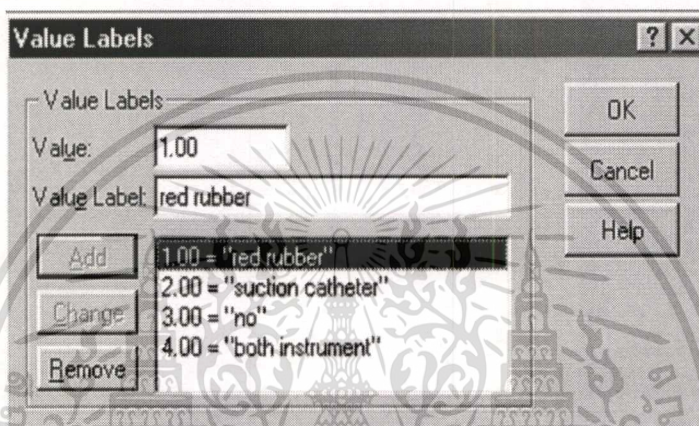 Value Labels
? X
Value Labels
Value: 1.00
Value Label: red rubber
OK
Cancel
Help
Add
Change
Remove
1.00 = "red rubber"
2.00 = "suction catheter"
3.00 = "no"
4.00 = "both instrument"